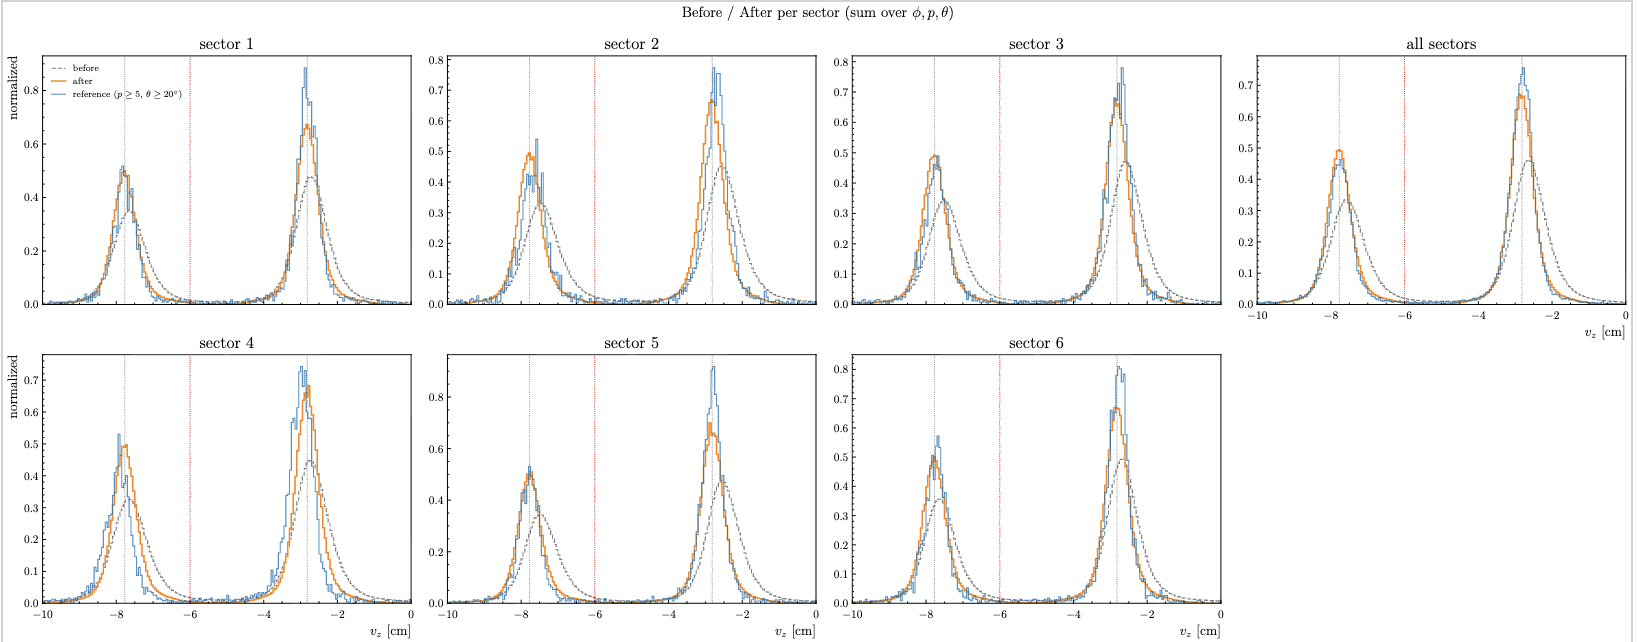 Before / After per sector (sum over ϕ, p, θ)
sector 1
sector 2
sector 3
all sectors
normalized
before
after
reference (p ≥ 5, θ ≥ 20°)
0.0
0.2
0.4
0.6
0.8
0.0
0.1
0.2
0.3
0.4
0.5
0.6
0.7
0.8
0.0
0.1
0.2
0.3
0.4
0.5
0.6
0.7
0.8
0.0
0.1
0.2
0.3
0.4
0.5
0.6
0.7
−10 −8 −6 −4 −2 0
v_z [cm]
sector 4
sector 5
sector 6
normalized
0.0
0.1
0.2
0.3
0.4
0.5
0.6
0.7
0.0
0.2
0.4
0.6
0.8
0.0
0.1
0.2
0.3
0.4
0.5
0.6
0.7
0.8
−10 −8 −6 −4 −2 0
−10 −8 −6 −4 −2 0
−10 −8 −6 −4 −2 0
v_z [cm]
v_z [cm]
v_z [cm]